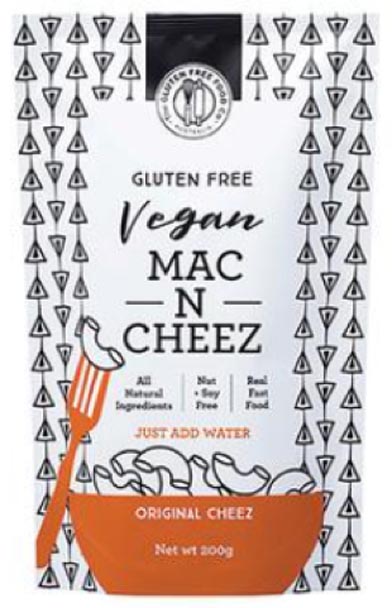 THE GLUTEN FREE FOOD CO.
AUSTRALIA
GLUTEN FREE
Vegan
MAC
N
CHEEZ
All Natural Ingredients
Nut + Soy Free
Real Fast Food
JUST ADD WATER
ORIGINAL CHEEZ
Net wt 200g